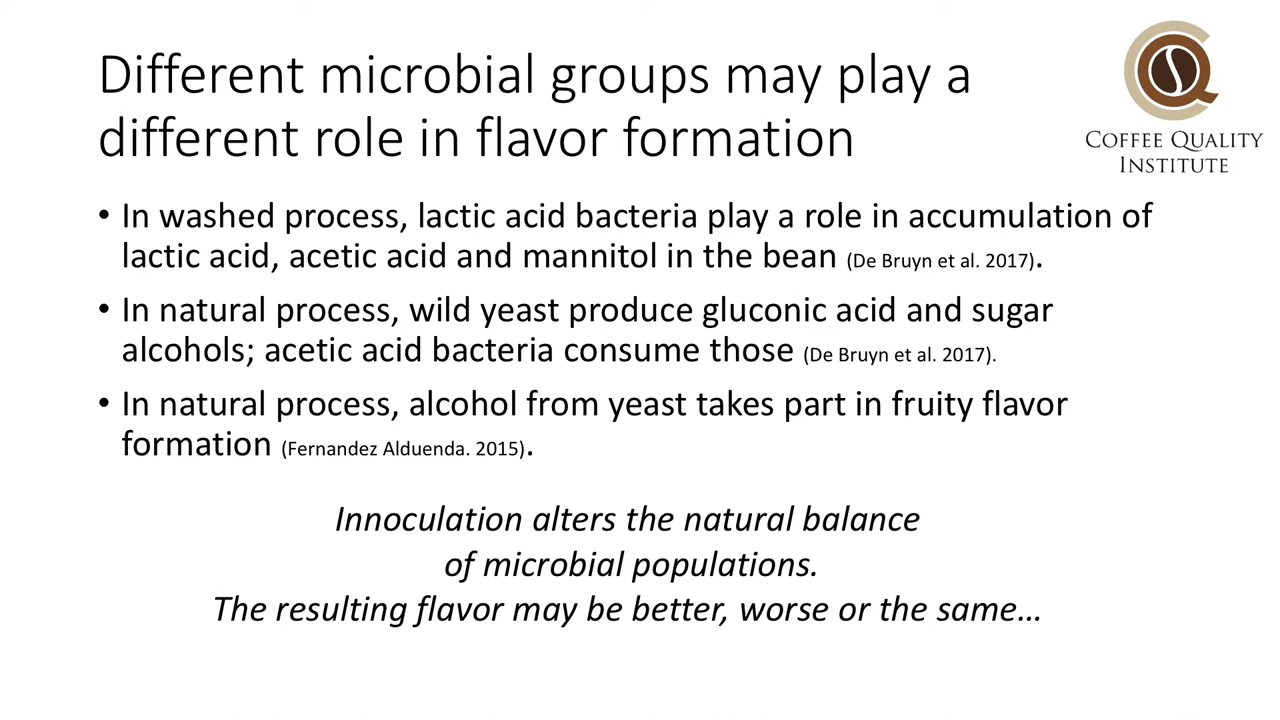 Different microbial groups may play a
different role in flavor formation
COFFEE QUALITY
INSTITUTE
• In washed process, lactic acid bacteria play a role in accumulation of
lactic acid, acetic acid and mannitol in the bean (De Bruyn et al. 2017).
• In natural process, wild yeast produce gluconic acid and sugar
alcohols; acetic acid bacteria consume those (De Bruyn et al. 2017).
• In natural process, alcohol from yeast takes part in fruity flavor
formation (Fernandez Alduenda. 2015).
Innoculation alters the natural balance
of microbial populations.
The resulting flavor may be better, worse or the same…